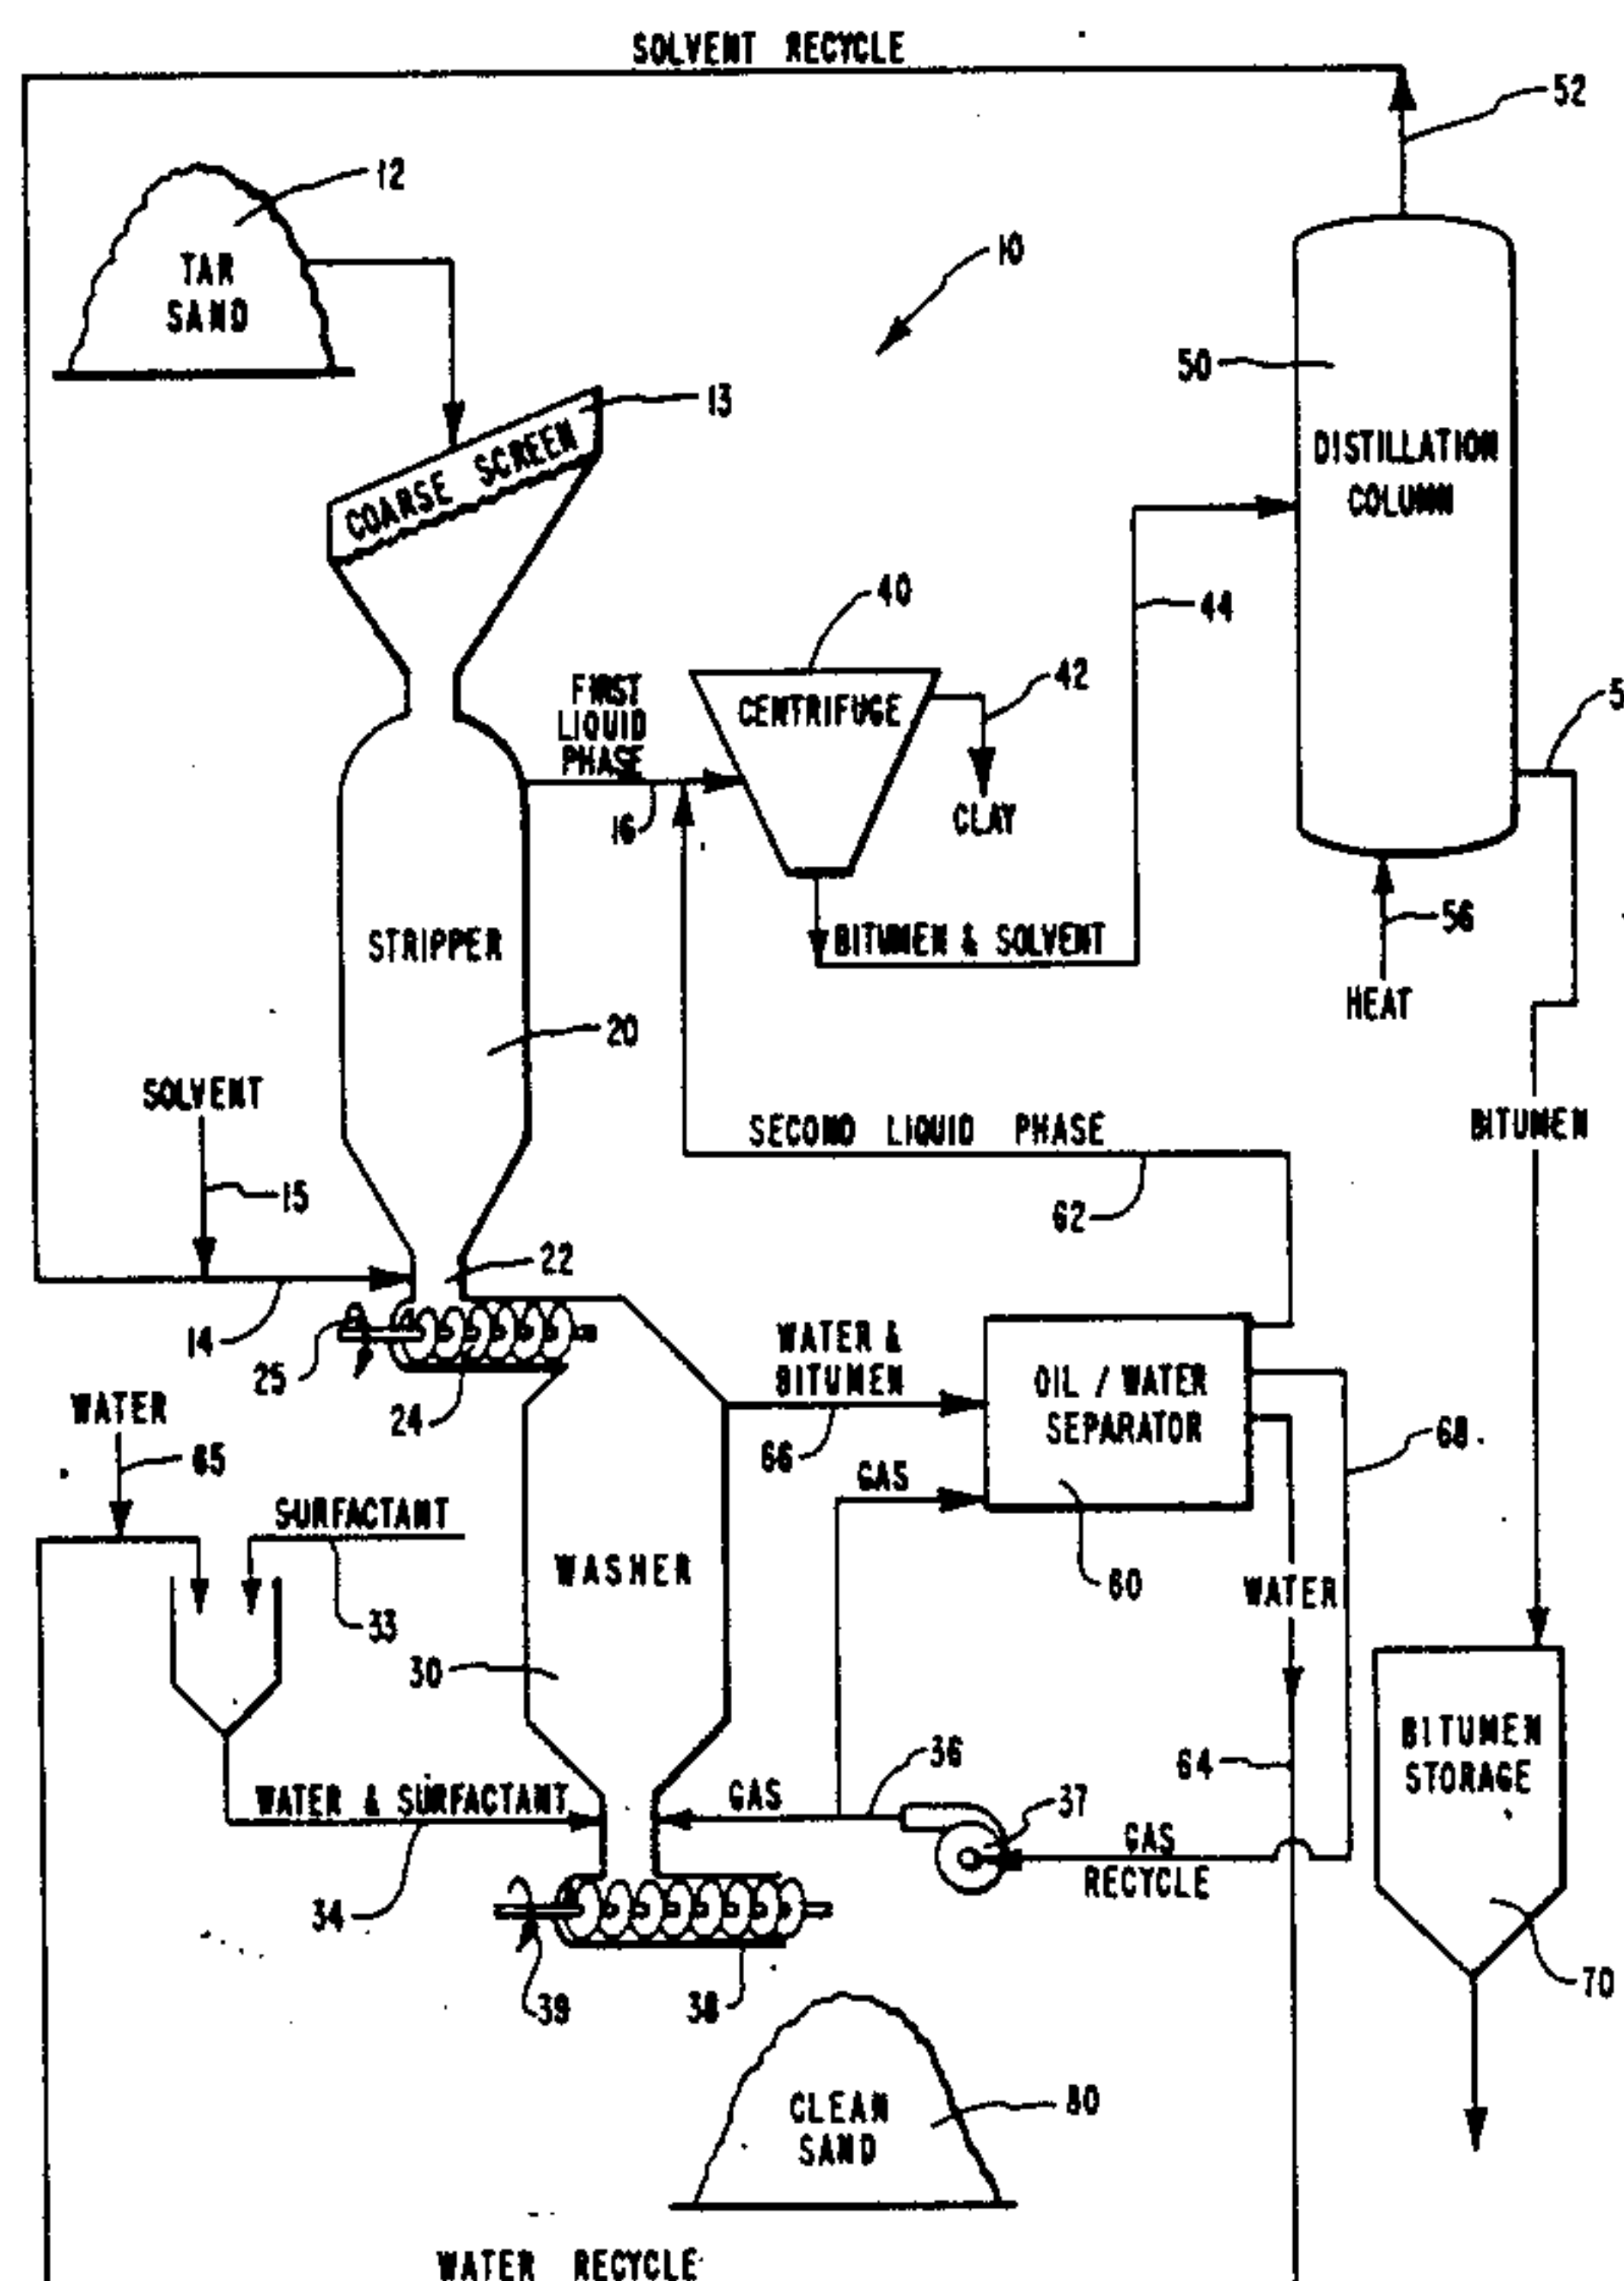 SOLVENT RECYCLE
52
12
TAR
SAND
10
13
COARSE SCREEN
50
DISTILLATION
COLUMN
40
44
42
FIRST
LIQUID
PHASE
CENTRIFUGE
16
CLAY
STRIPPER
BITUMEN & SOLVENT
56
HEAT
20
SOLVENT
SECOND LIQUID PHASE
BITUMEN
15
62
22
14
25
WATER &
BITUMEN
OIL / WATER
SEPARATOR
WATER
24
65
66
68
GAS
SURFACTANT
WASHER
60
WATER
33
30
BITUMEN
STORAGE
36
64
GAS
37
WATER & SURFACTANT
GAS
RECYCLE
34
39
38
70
CLEAN
SAND
80
WATER RECYCLE